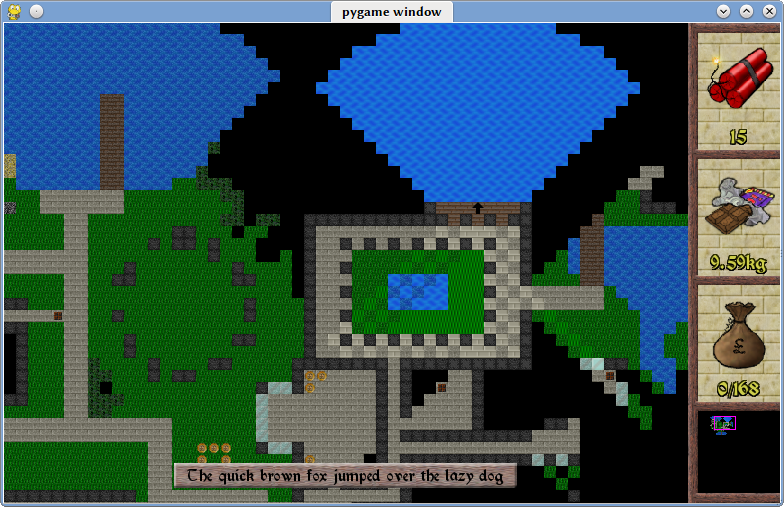 pygame window
15
9.59kg
£
0/168
The quick brown fox jumped over the lazy dog